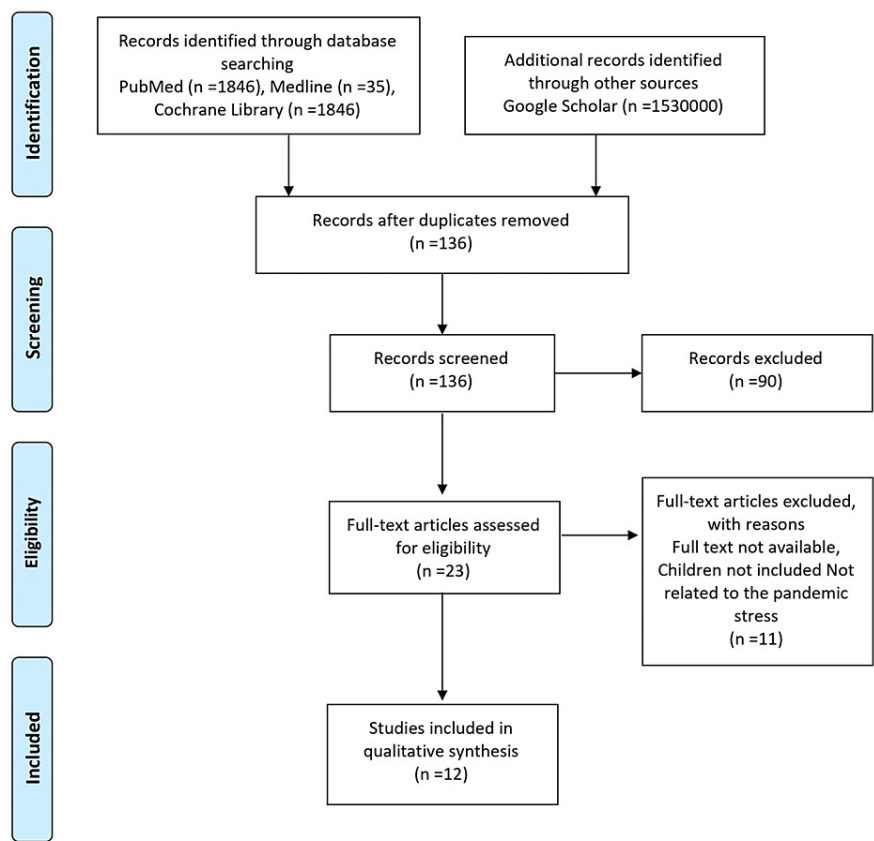 Identification
Records identified through database
searching
PubMed (n =1846), Medline (n =35),
Cochrane Library (n =1846)
Additional records identified
through other sources
Google Scholar (n =1530000)
Records after duplicates removed
(n =136)
Screening
Records screened
(n =136)
Records excluded
(n =90)
Eligibility
Full-text articles assessed
for eligibility
(n =23)
Full-text articles excluded,
with reasons
Full text not available,
Children not included Not
related to the pandemic
stress
(n =11)
Included
Studies included in
qualitative synthesis
(n =12)